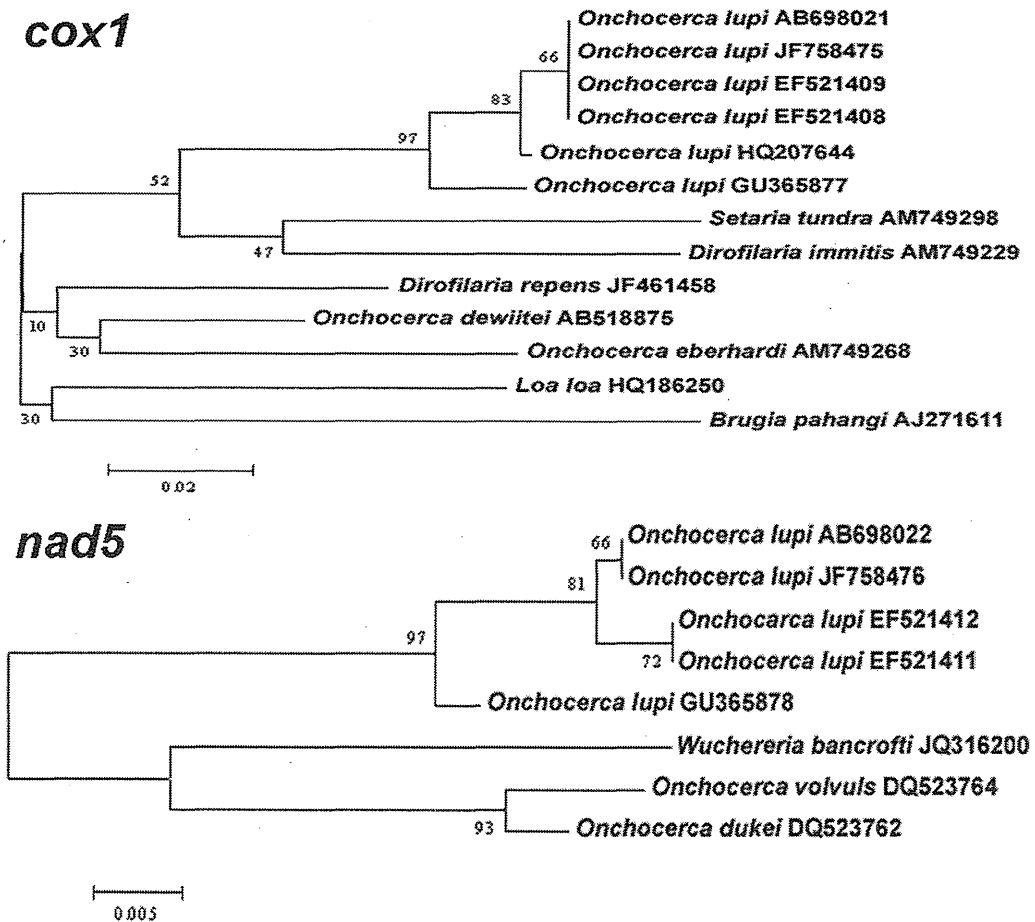 cox1
Onchocerca lupi AB698021
Onchocerca lupi JF758475
66
Onchocerca lupi EF521409
83
Onchocerca lupi EF521408
97
Onchocerca lupi HQ207644
52
Onchocerca lupi GU365877
Setaria tundra AM749298
47
Dirofilaria immitis AM749229
Dirofilaria repens JF461458
10
Onchocerca dewiitei AB518875
30
Onchocerca eberhardi AM749268
Loa loa HQ186250
30
Brugia pahangi AJ271611
0.02
nad5
Onchocerca lupi AB698022
66
Onchocerca lupi JF758476
81
Onchocarca lupi EF521412
97
72
Onchocerca lupi EF521411
Onchocerca lupi GU365878
Wuchereria bancrofti JQ316200
Onchocerca volvuls DQ523764
93
Onchocerca dukei DQ523762
0.005